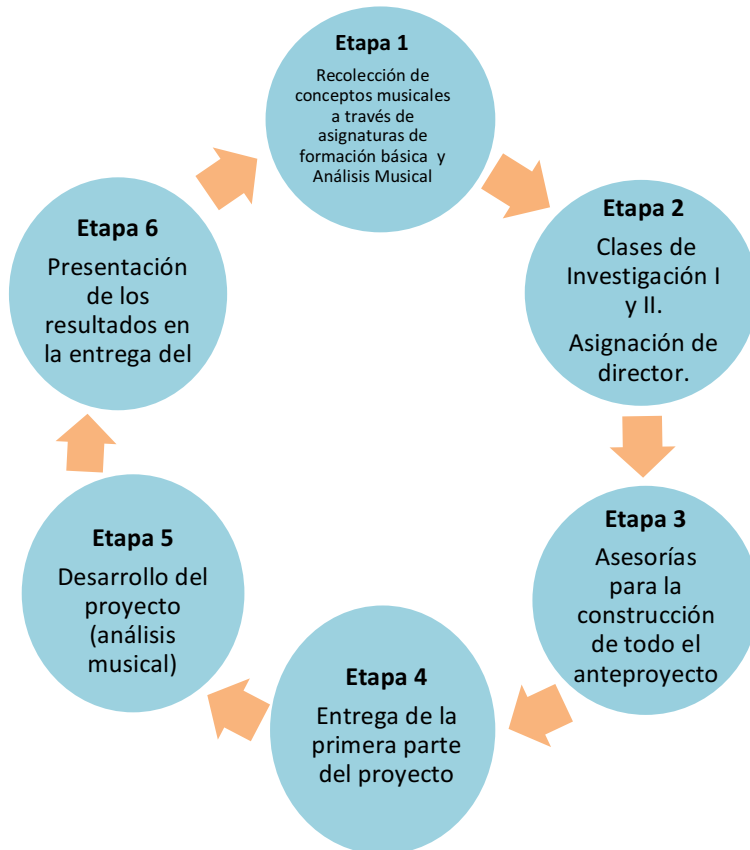 Etapa 1
Recolección de
conceptos musicales
a través de
asignaturas de
formación básica y
Análisis Musical
Etapa 2
Clases de
Investigación I
y II.
Asignación de
director.
Etapa 3
Asesorías
para la
construcción
de todo el
anteproyecto
Etapa 4
Entrega de la
primera parte
del proyecto
Etapa 5
Desarrollo del
proyecto
(análisis
musical)
Etapa 6
Presentación
de los
resultados en
la entrega del